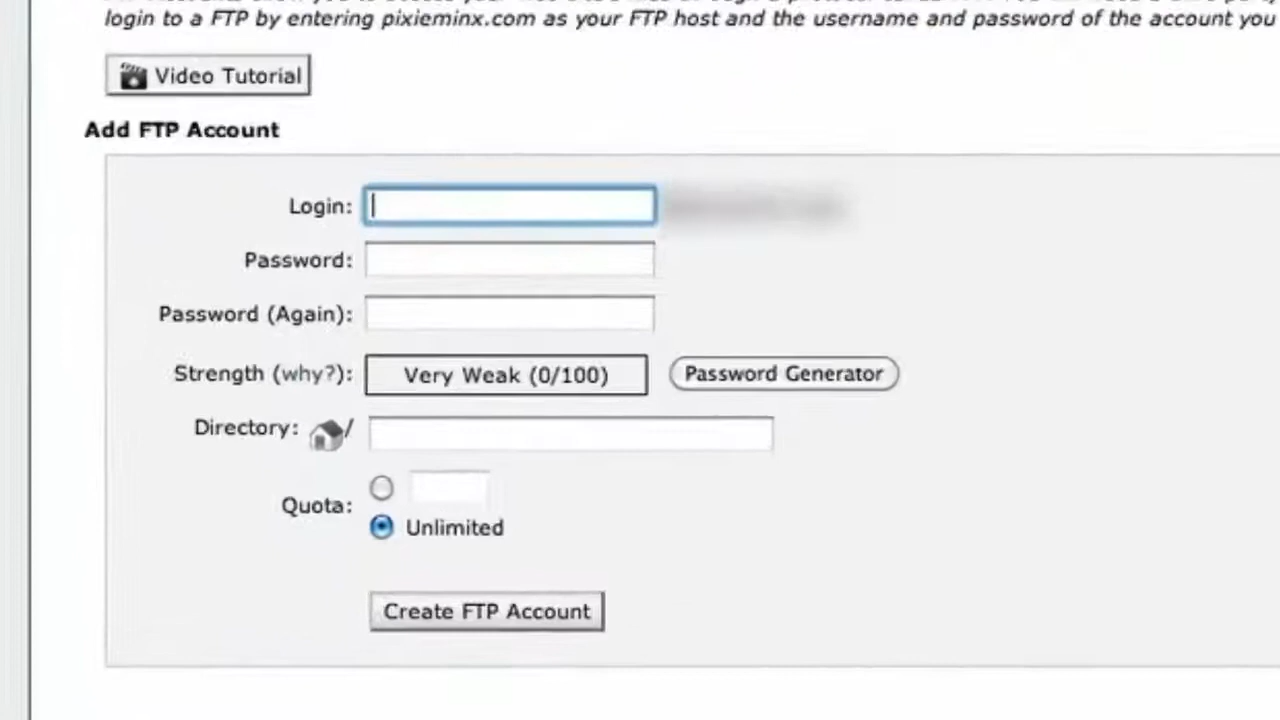 login to a FTP by entering pixieminx.com as your FTP host and the username and password of the account you
Video Tutorial
Add FTP Account
Login:
Password:
Password (Again):
Strength (why?):
Very Weak (0/100)
Password Generator
Directory:
/
Quota:
Unlimited
Create FTP Account